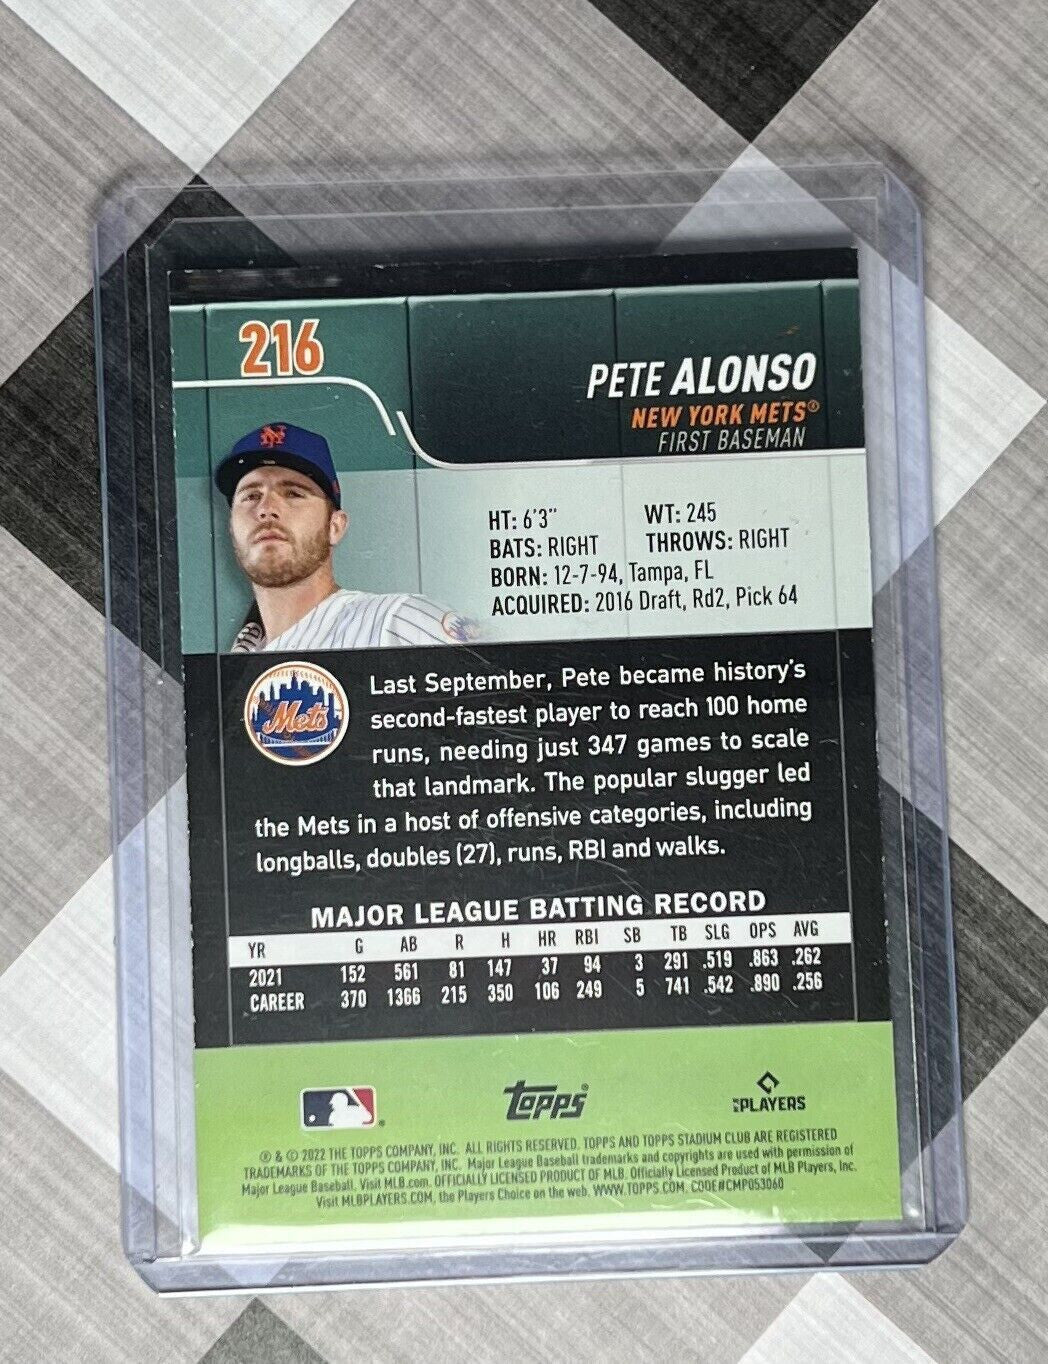 216
PETE ALONSO
NEW YORK METS®
FIRST BASEMAN
NY
HT: 6'3" WT: 245
BATS: RIGHT THROWS: RIGHT
BORN: 12-7-94, Tampa, FL
ACQUIRED: 2016 Draft, Rd2, Pick 64
Mets
Last September, Pete became history's
second-fastest player to reach 100 home
runs, needing just 347 games to scale
that landmark. The popular slugger led
the Mets in a host of offensive categories, including
longballs, doubles (27), runs, RBI and walks.
MAJOR LEAGUE BATTING RECORD
YR G AB R H HR RBI SB TB SLG OPS AVG
2021 152 561 81 147 37 94 3 291 .519 .863 .262
CAREER 370 1366 215 350 106 249 5 741 .542 .890 .256
Topps®
PLAYERS
® & © 2022 THE TOPPS COMPANY, INC. ALL RIGHTS RESERVED. TOPPS AND TOPPS STADIUM CLUB ARE REGISTERED
TRADEMARKS OF THE TOPPS COMPANY, INC. Major League Baseball trademarks and copyrights are used with permission of
Major League Baseball. Visit MLB.com. OFFICIALLY LICENSED PRODUCT OF MLB. Officially Licensed Product of MLB Players, Inc.
Visit MLBPLAYERS.COM, the Players Choice on the web. WWW.TOPPS.COM. CODE#CMP053060